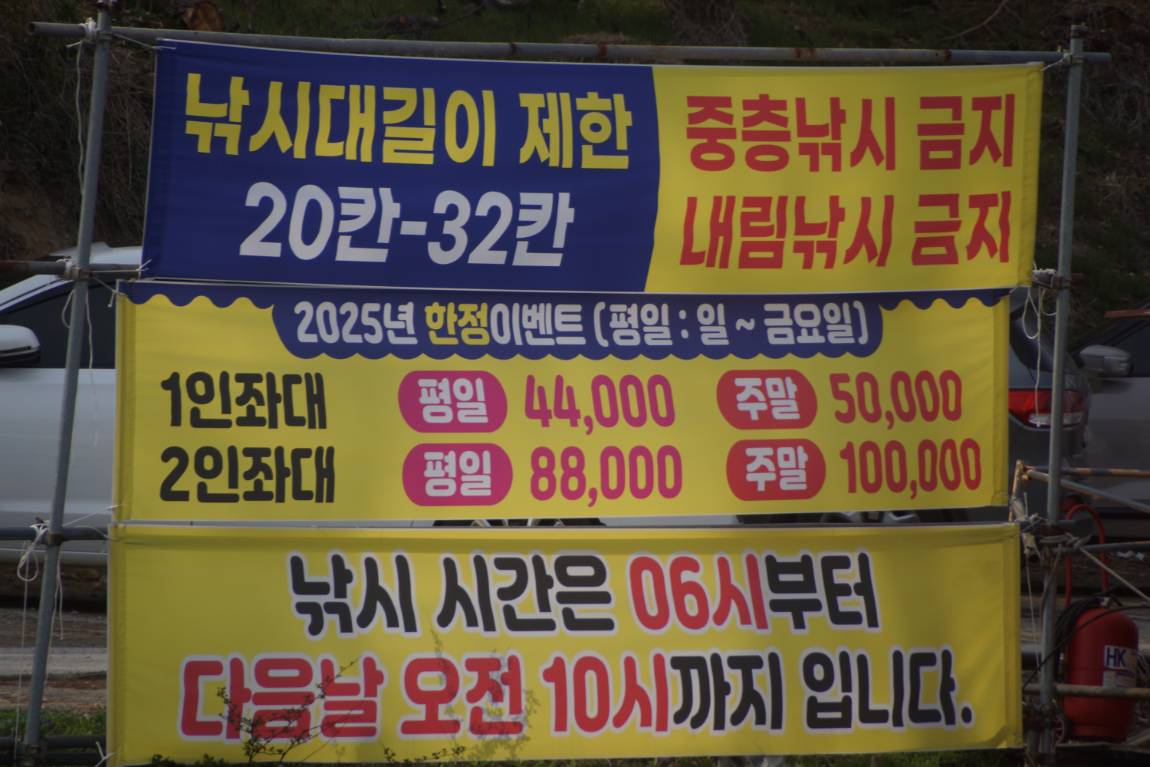 낚시대길이 제한
20칸-32칸
중층낚시 금지
내림낚시 금지
2025년 한정이벤트 (평일 : 일 ~ 금요일)
1인좌대 평일 44,000 주말 50,000
2인좌대 평일 88,000 주말 100,000
낚시 시간은 06시부터
다음날 오전 10시까지 입니다.
HK